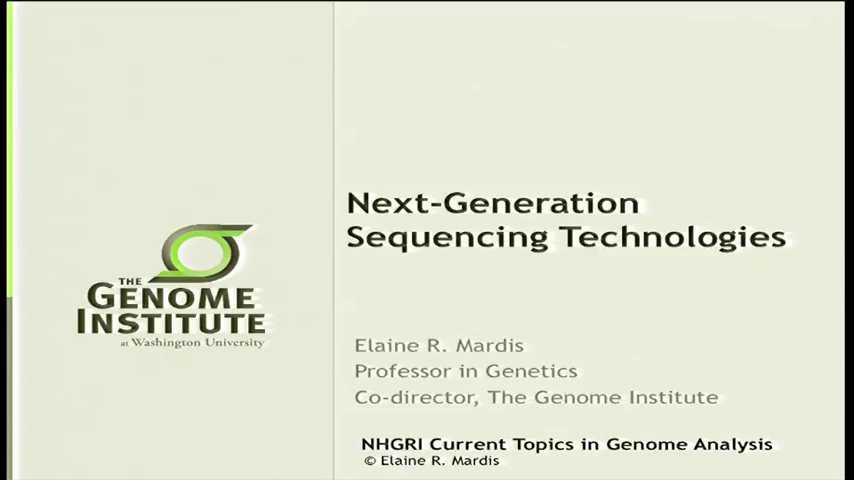 THE
GENOME
INSTITUTE
at Washington University
Next-Generation
Sequencing Technologies
Elaine R. Mardis
Professor in Genetics
Co-director, The Genome Institute
NHGRI Current Topics in Genome Analysis
© Elaine R. Mardis